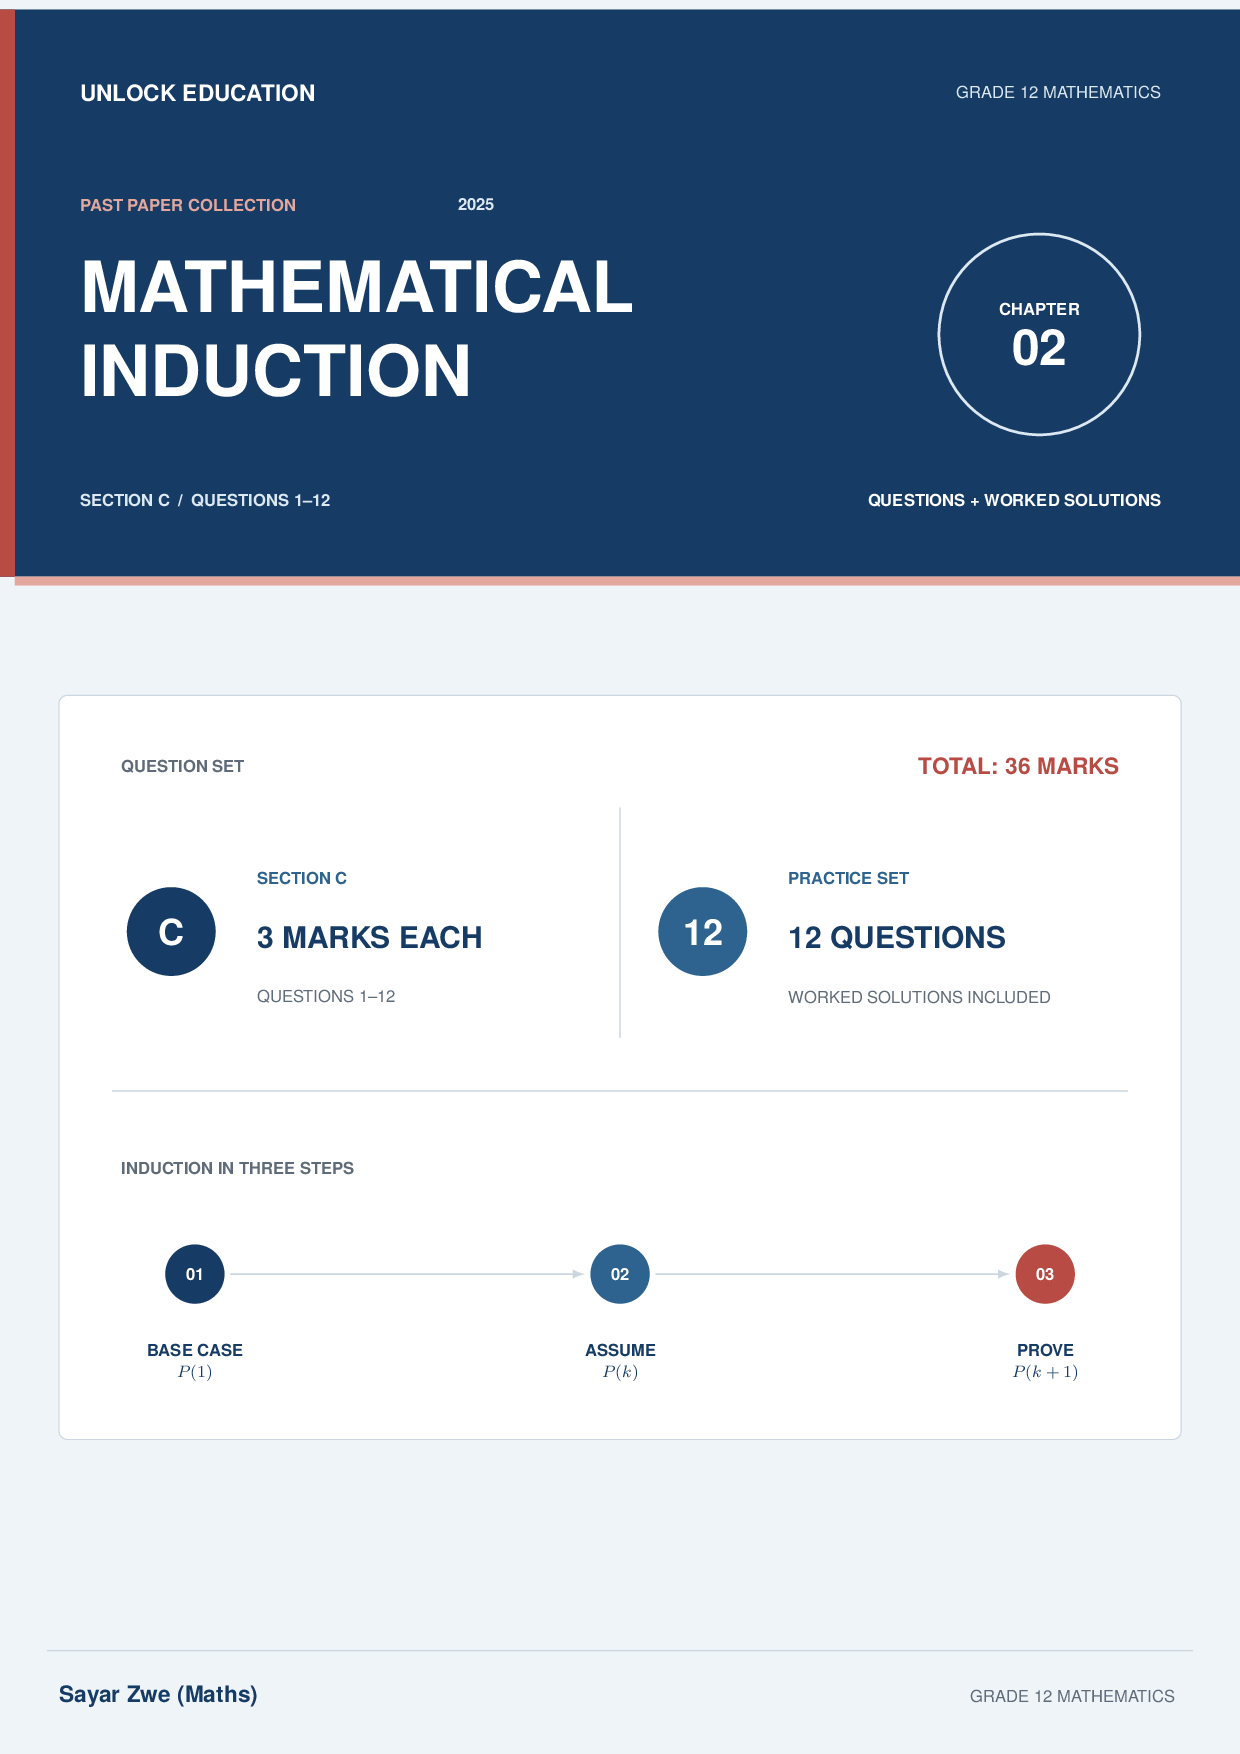 UNLOCK EDUCATION
GRADE 12 MATHEMATICS
PAST PAPER COLLECTION
2025
MATHEMATICAL
INDUCTION
CHAPTER
02
SECTION C / QUESTIONS 1–12
QUESTIONS + WORKED SOLUTIONS
QUESTION SET
TOTAL: 36 MARKS
C
SECTION C
3 MARKS EACH
QUESTIONS 1–12
12
PRACTICE SET
12 QUESTIONS
WORKED SOLUTIONS INCLUDED
INDUCTION IN THREE STEPS
01
02
03
BASE CASE
P(1)
ASSUME
P(k)
PROVE
P(k + 1)
Sayar Zwe (Maths)
GRADE 12 MATHEMATICS